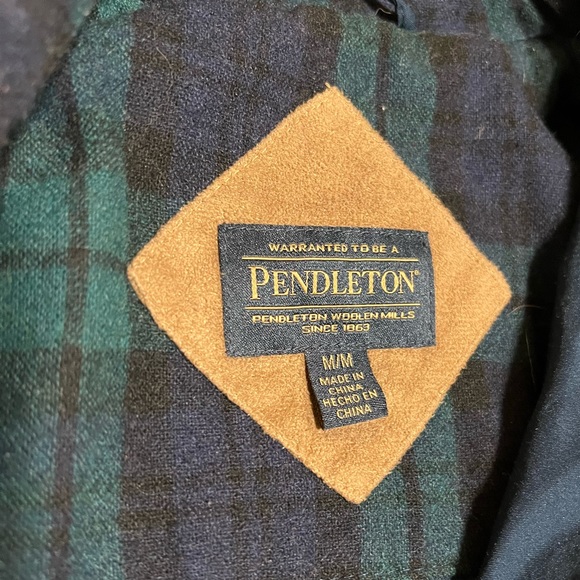 WARRANTED TO BE A
PENDLETON®
PENDLETON WOOLEN MILLS
SINCE 1863
M/M
MADE IN
CHINA
HECHO EN
CHINA